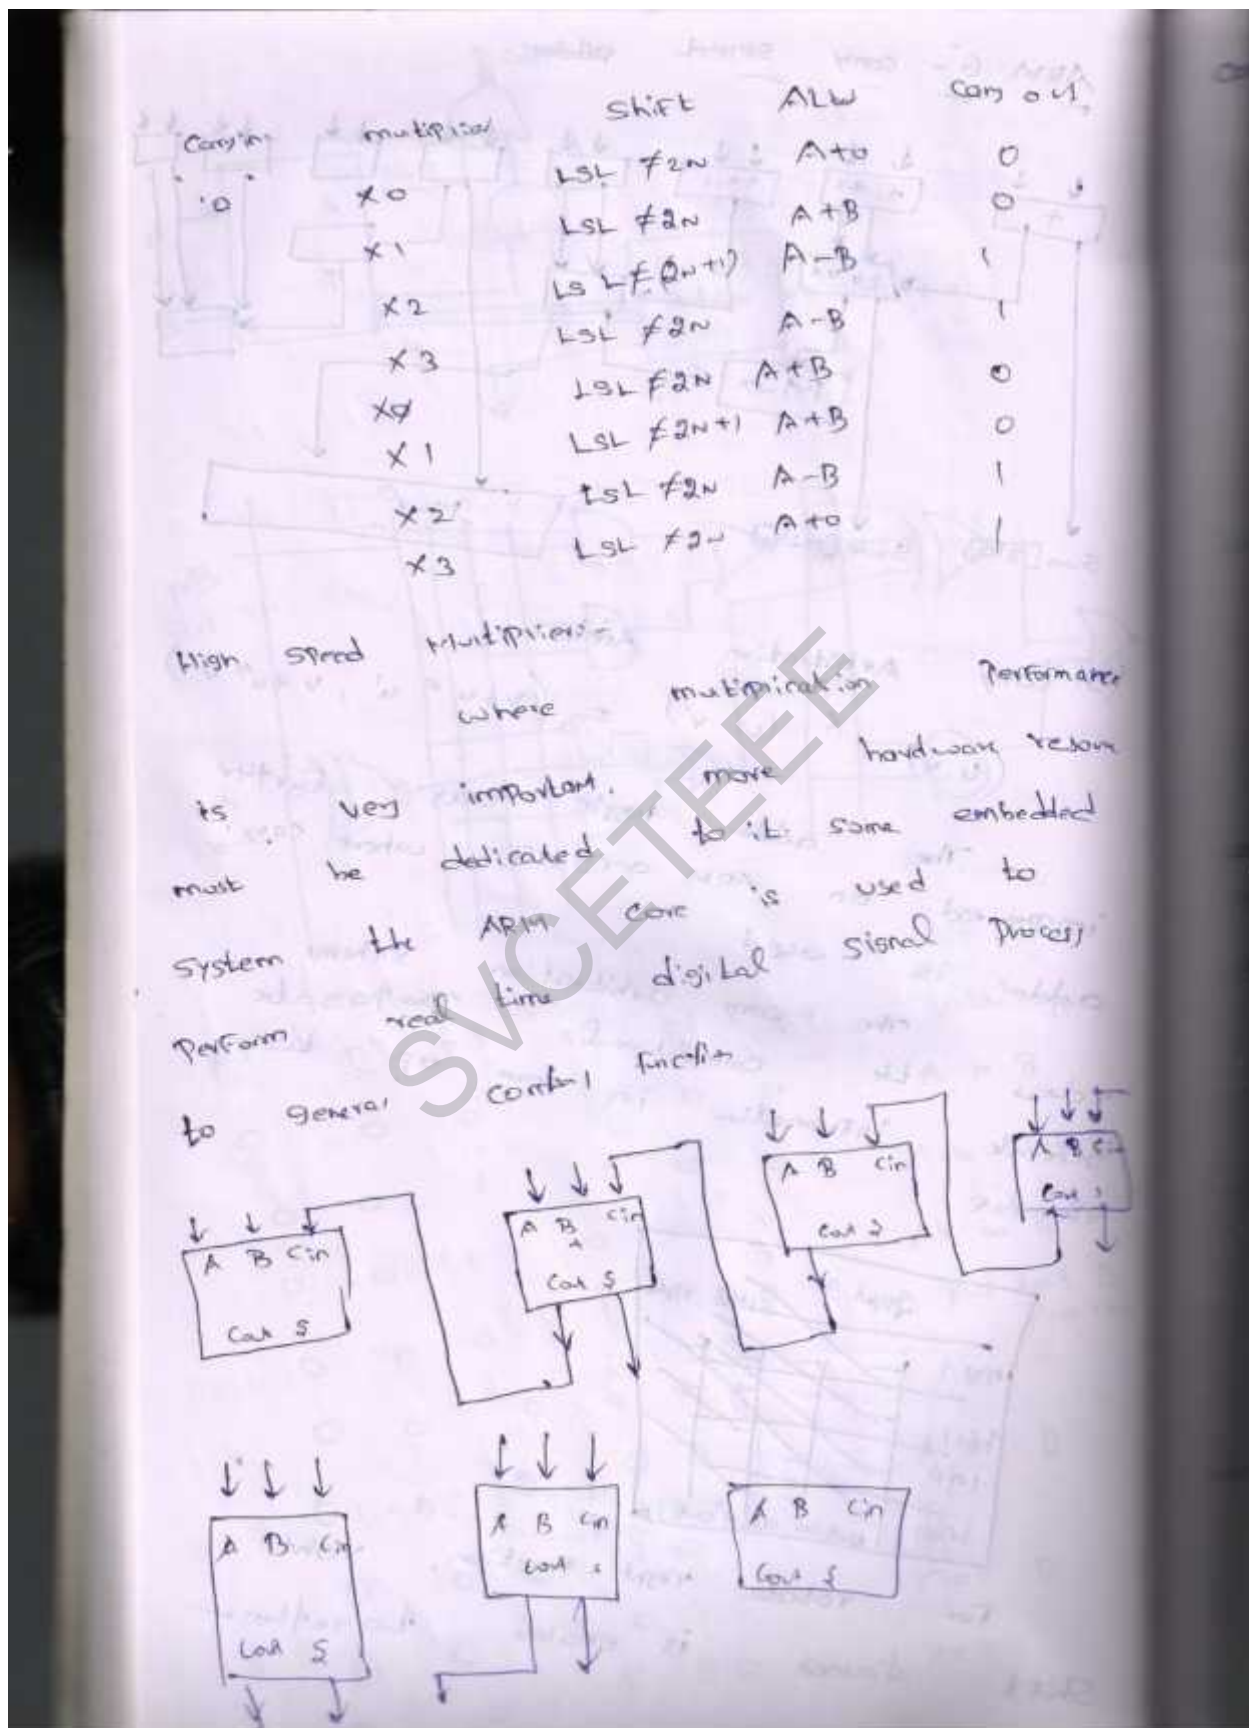 Carry in multiplier Shift ALU Carry out
0 x0 LSL #2N A+0 0
x1 LSL #2N A+B 0
x2 LSL #(2N+1) A-B 1
x3 LSL #2N A-B 1
x0 LSL #2N A+B 0
x1 LSL #2N+1 A+B 0
x2 LSL #2N A-B 1
x3 LSL #2N A+0 1
High Speed Multiplier:-
where multiplication Performance
is very important. more hardware resour
must be dedicated to it. some embedded
system the ARM core is used to
Perform real time digital signal Process
to general control function
A B Cin
Cout S
A B Cin
Cout S
A B Cin
Cout S
A B Cin
Cout S
A B Cin
Cout S
A B Cin
Cout S
A B Cin
Cout S
SVCETEEE